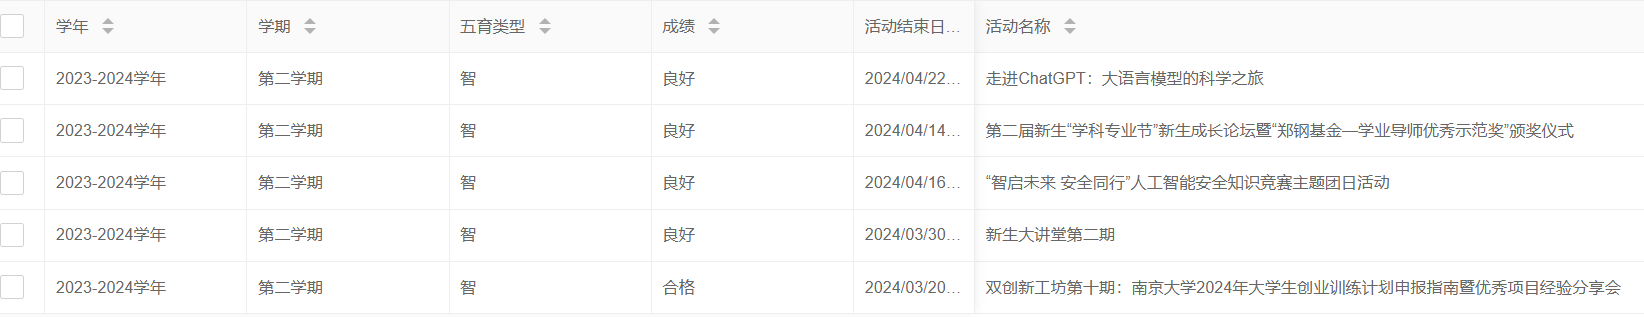 学年 学期 五育类型 成绩 活动结束日... 活动名称
2023-2024学年 第二学期 智 良好 2024/04/22... 走进ChatGPT：大语言模型的科学之旅
2023-2024学年 第二学期 智 良好 2024/04/14... 第二届新生“学科专业节”新生成长论坛暨“郑钢基金—学业导师优秀示范奖”颁奖仪式
2023-2024学年 第二学期 智 良好 2024/04/16... “智启未来 安全同行”人工智能安全知识竞赛主题团日活动
2023-2024学年 第二学期 智 良好 2024/03/30... 新生大讲堂第二期
2023-2024学年 第二学期 智 合格 2024/03/20... 双创新工坊第十期：南京大学2024年大学生创业训练计划申报指南暨优秀项目经验分享会